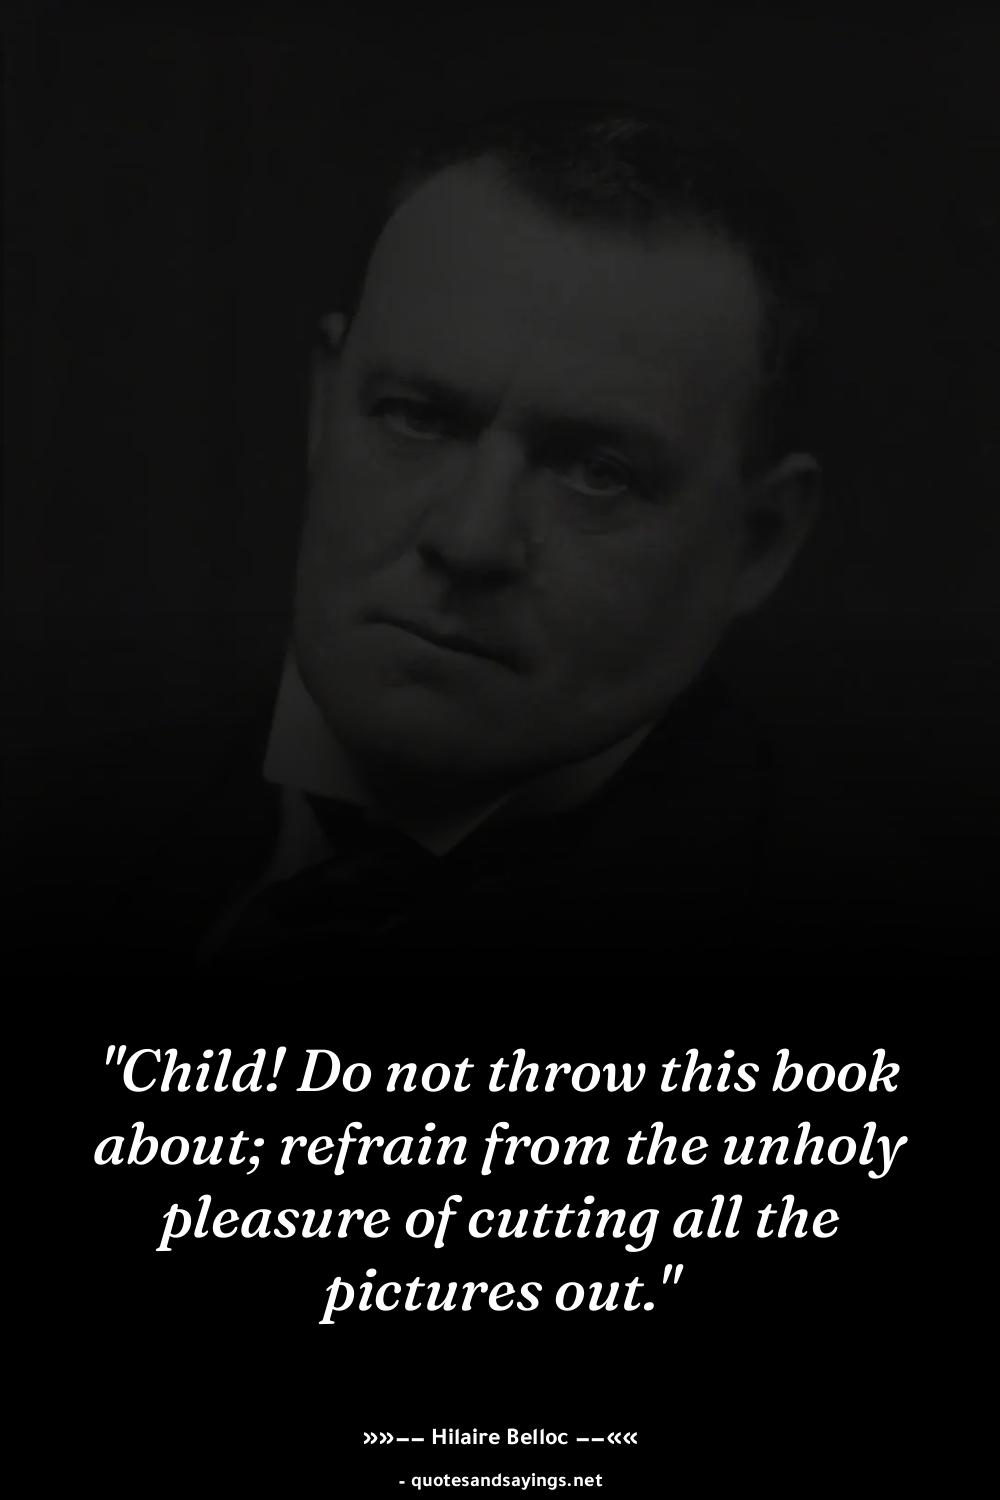 "Child! Do not throw this book
about; refrain from the unholy
pleasure of cutting all the
pictures out."
»»−− Hilaire Belloc −−««
- quotesandsayings.net